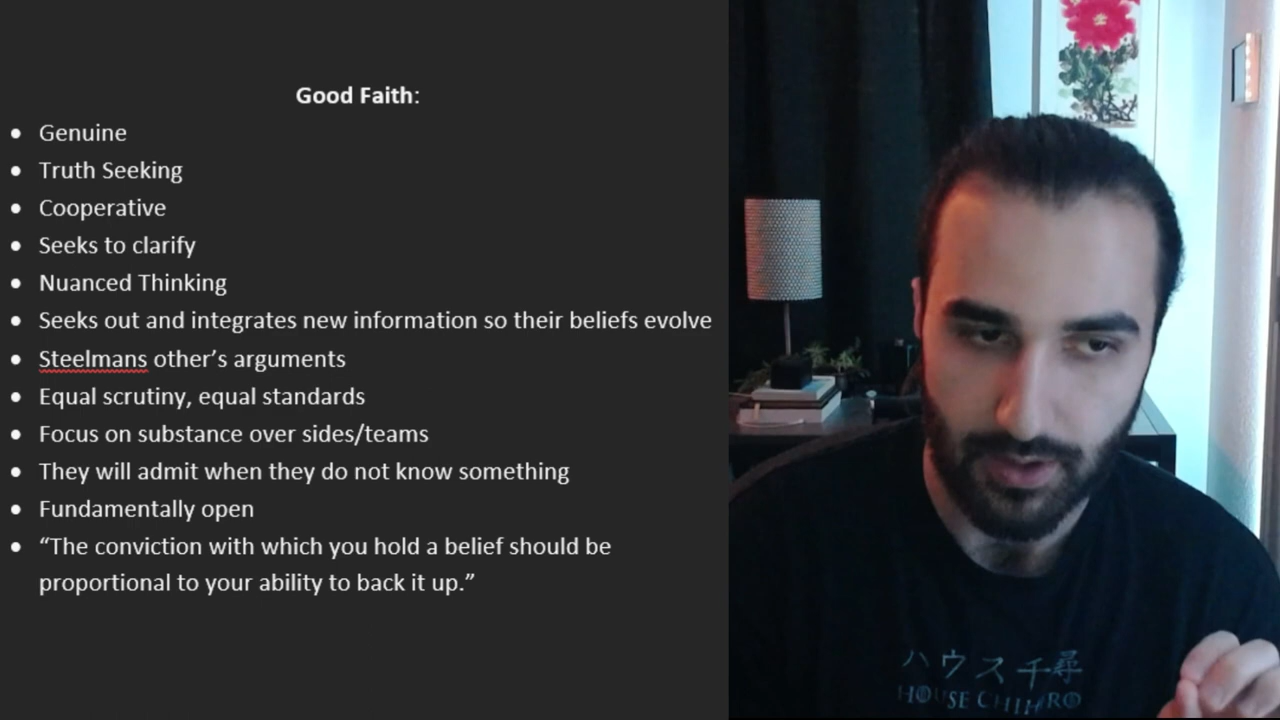 Good Faith:
• Genuine
• Truth Seeking
• Cooperative
• Seeks to clarify
• Nuanced Thinking
• Seeks out and integrates new information so their beliefs evolve
• Steelmans other’s arguments
• Equal scrutiny, equal standards
• Focus on substance over sides/teams
• They will admit when they do not know something
• Fundamentally open
• “The conviction with which you hold a belief should be
proportional to your ability to back it up.”
ハウス千尋
HOUSE CHIHIRO